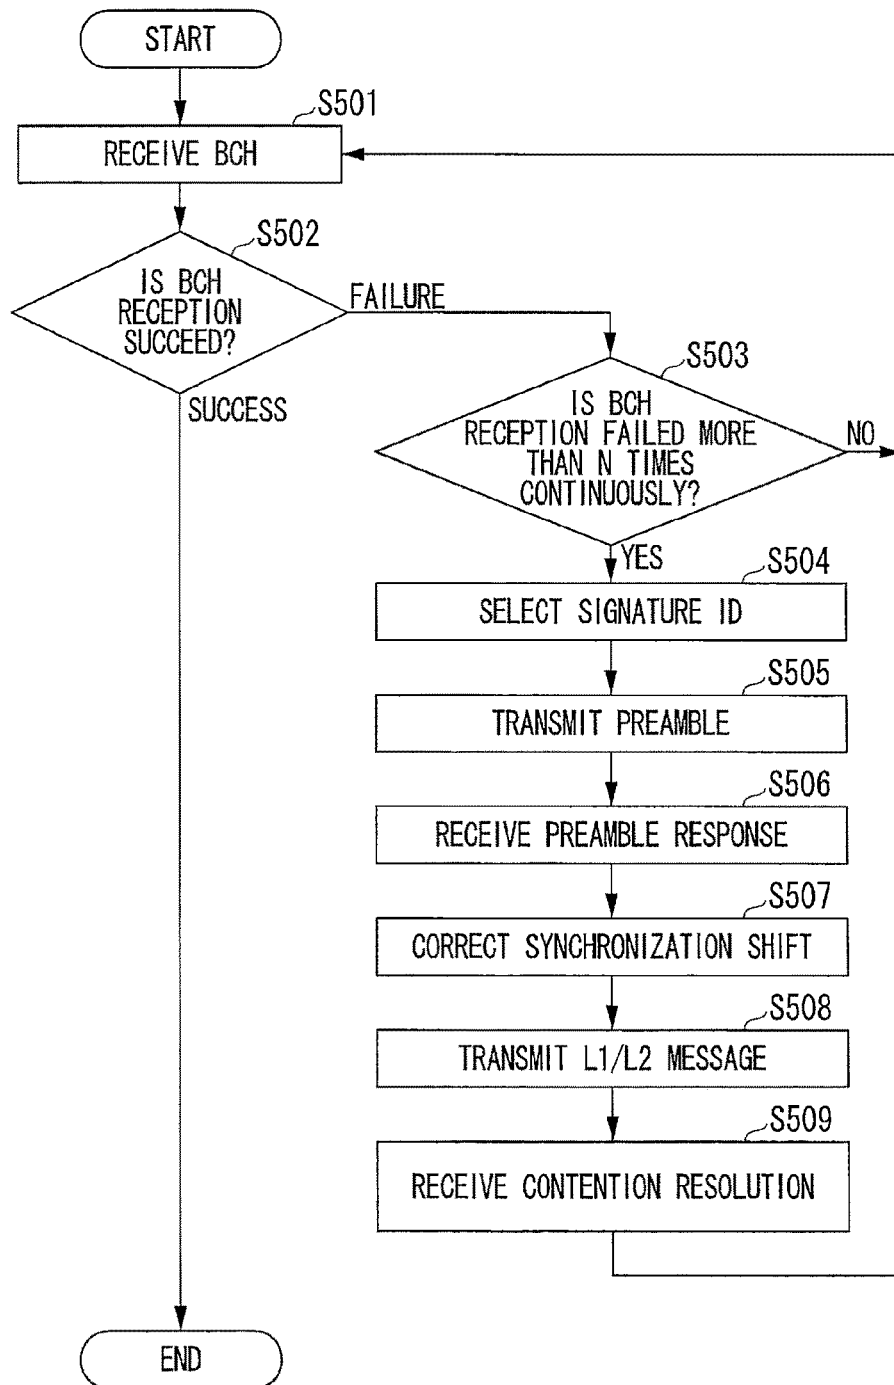 START
S501
RECEIVE BCH
S502
IS BCH
RECEPTION
SUCCEED?
FAILURE
SUCCESS
S503
IS BCH
RECEPTION FAILED MORE
THAN N TIMES
CONTINUOUSLY?
NO
YES
S504
SELECT SIGNATURE ID
S505
TRANSMIT PREAMBLE
S506
RECEIVE PREAMBLE RESPONSE
S507
CORRECT SYNCHRONIZATION SHIFT
S508
TRANSMIT L1/L2 MESSAGE
S509
RECEIVE CONTENTION RESOLUTION
END